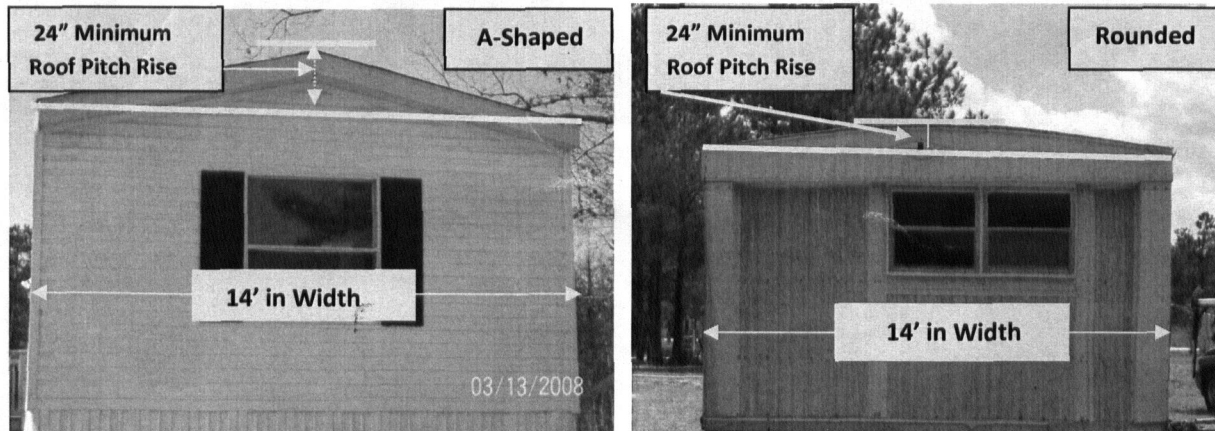 24” Minimum
Roof Pitch Rise
A-Shaped
14’ in Width
03/13/2008
24” Minimum
Roof Pitch Rise
Rounded
14’ in Width